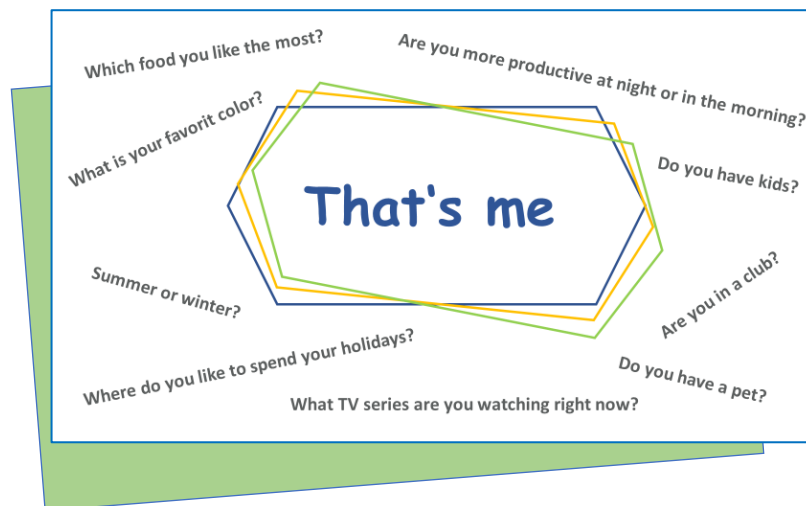 Which food you like the most?
Are you more productive at night or in the morning?
What is your favorit color?
Do you have kids?
That's me
Summer or winter?
Are you in a club?
Where do you like to spend your holidays?
Do you have a pet?
What TV series are you watching right now?